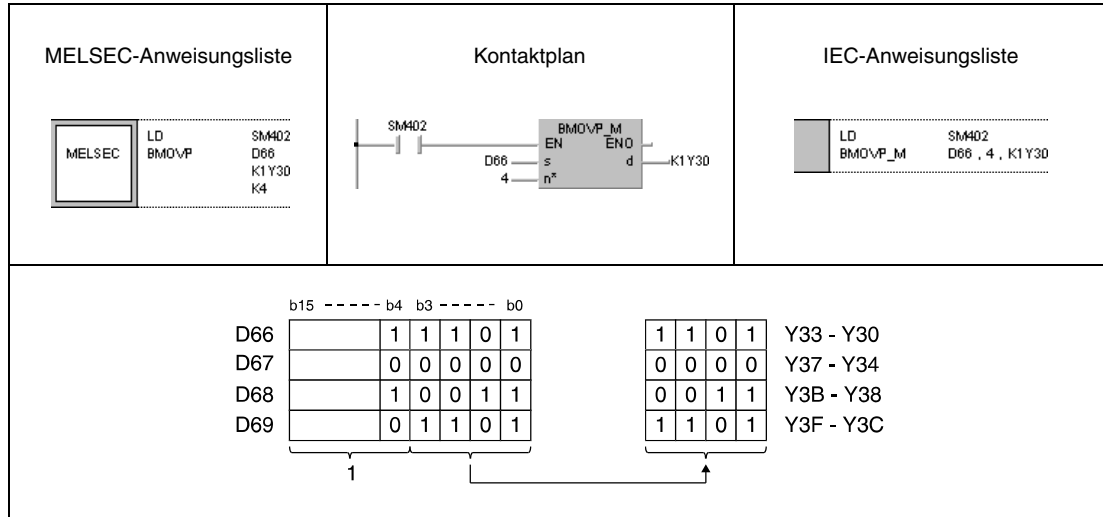 MELSEC-Anweisungsliste
MELSEC
LD SM402
BMOVP D66
K1Y30
K4
Kontaktplan
SM402
BMOVP_M
EN ENO
D66 s d K1Y30
4 n*
IEC-Anweisungsliste
LD SM402
BMOVP_M D66 , 4 , K1Y30
b15 - - - - - b4 b3 - - - - - b0
D66 1 1 1 0 1 1 1 0 1 Y33 - Y30
D67 0 0 0 0 0 0 0 0 0 Y37 - Y34
D68 1 0 0 1 1 0 0 1 1 Y3B - Y38
D69 0 1 1 0 1 1 1 0 1 Y3F - Y3C
1